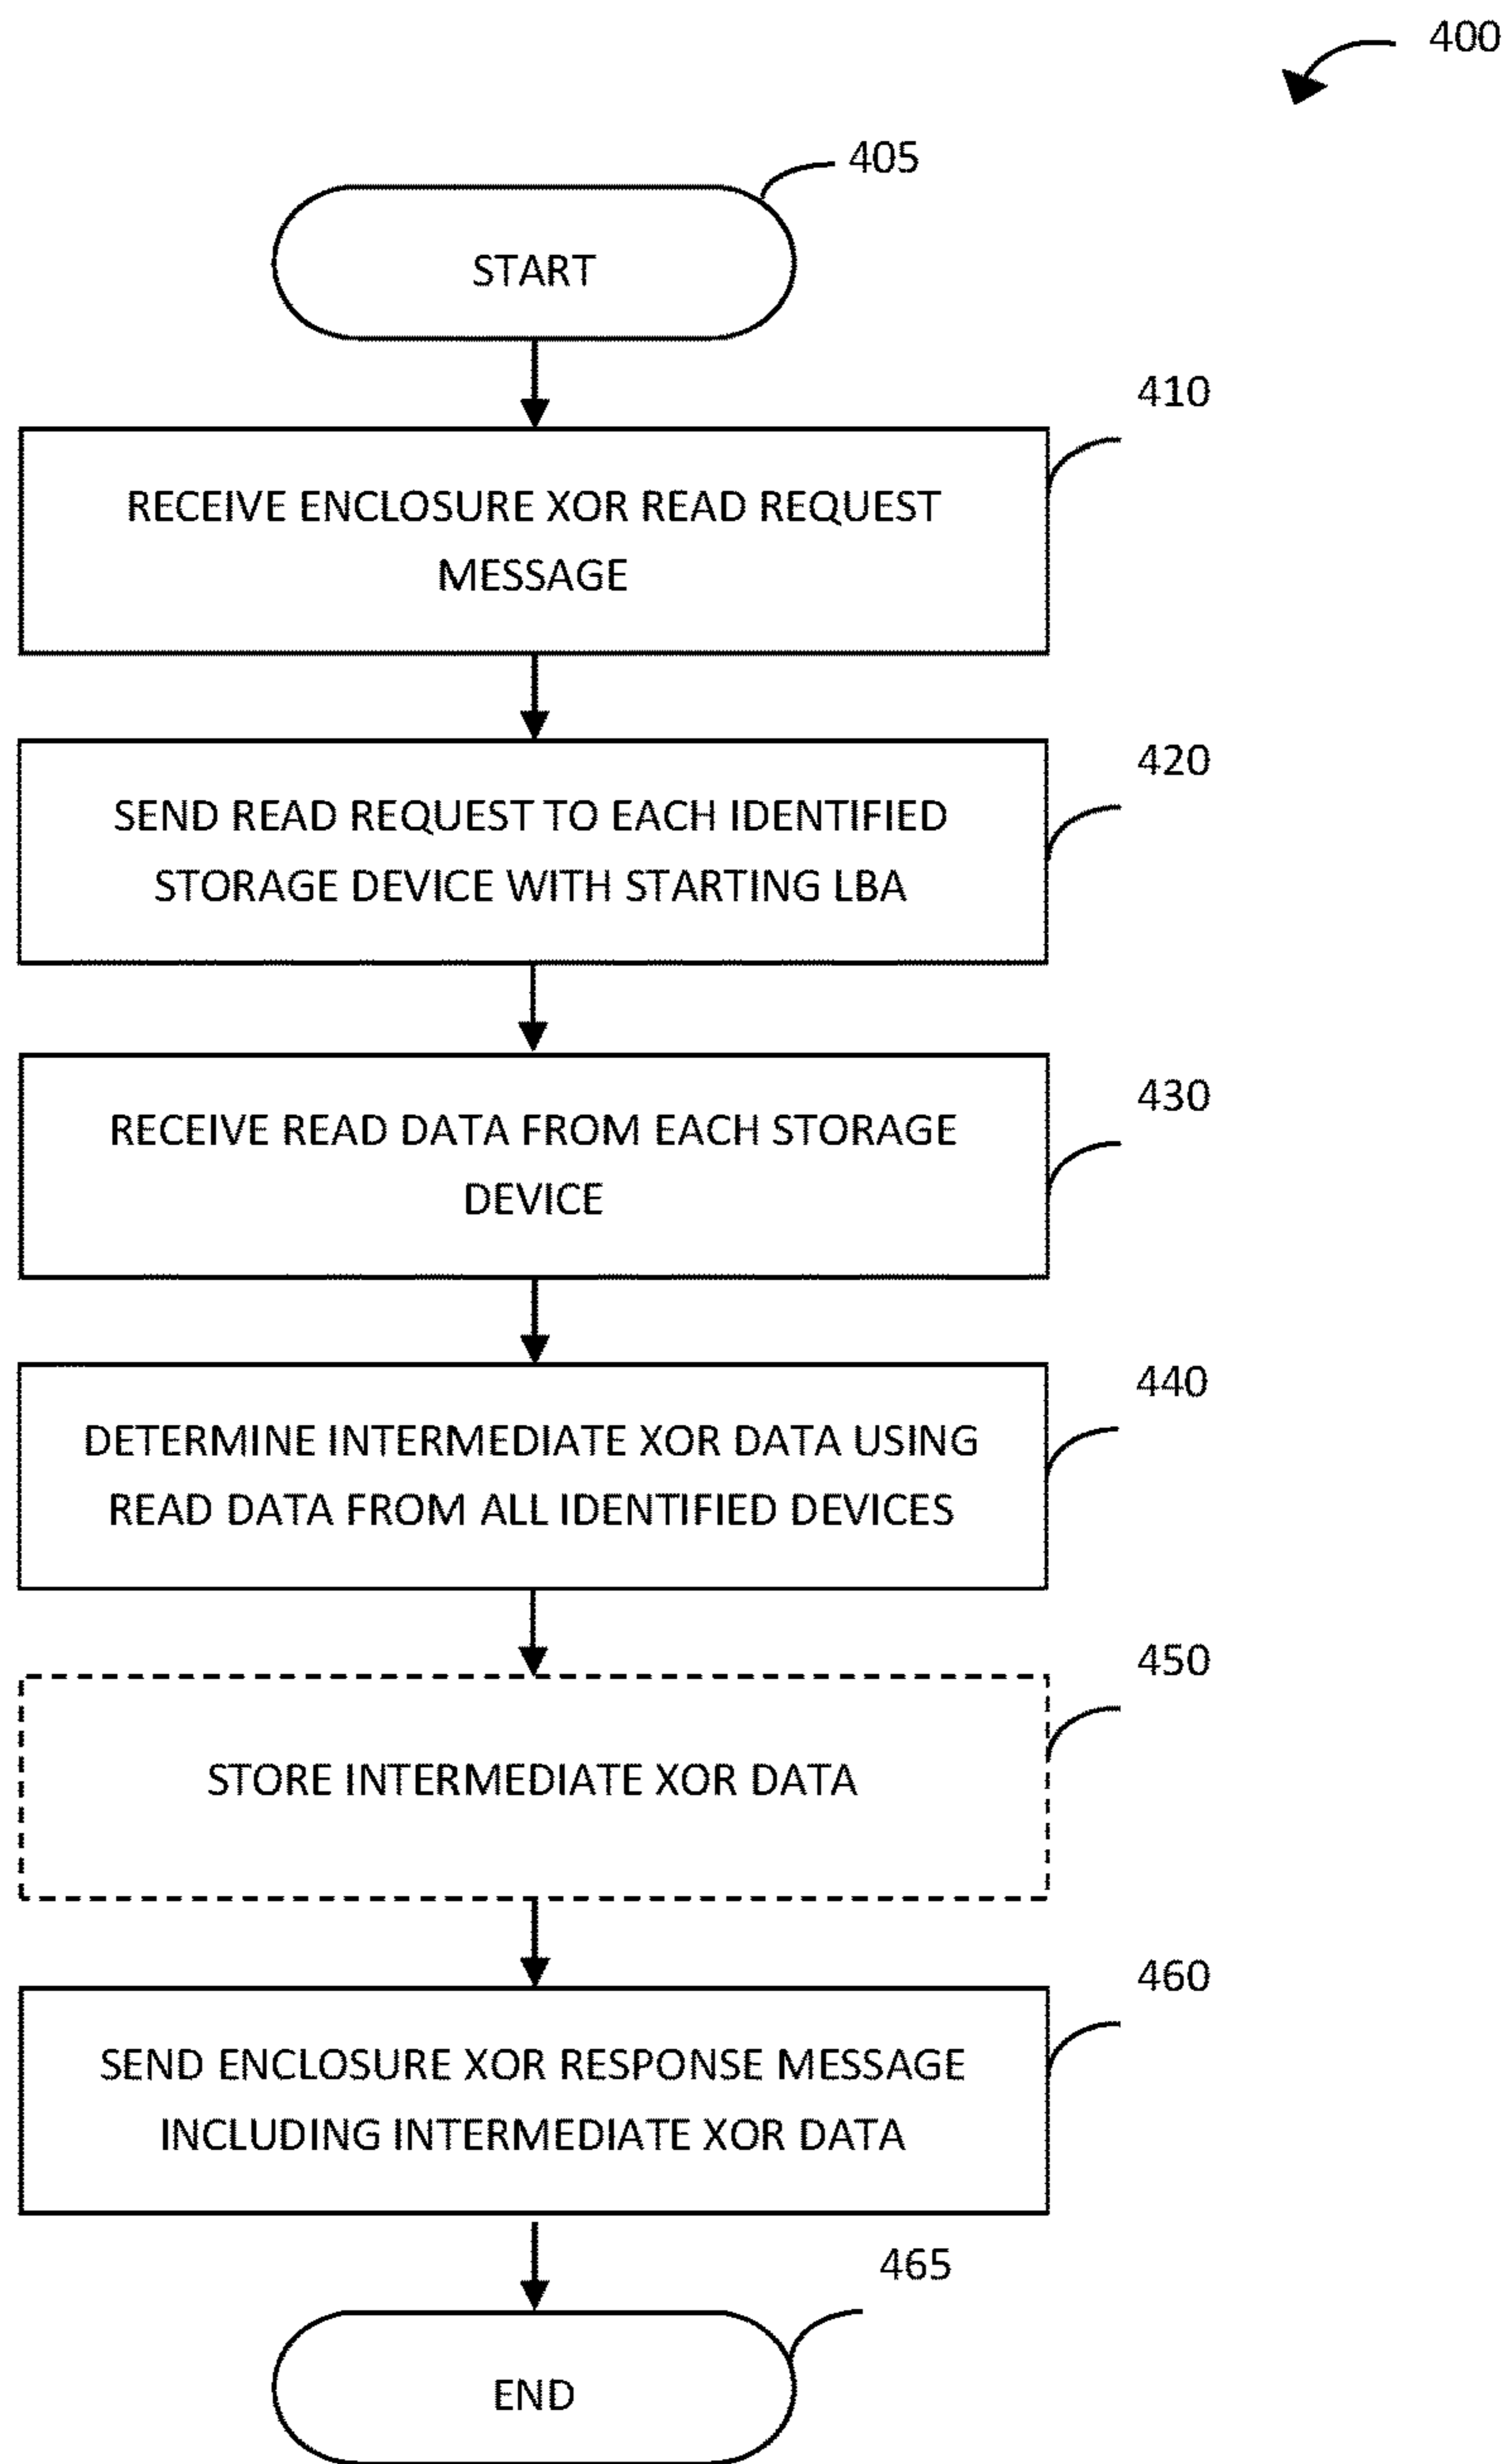 400
405
START
410
RECEIVE ENCLOSURE XOR READ REQUEST
MESSAGE
420
SEND READ REQUEST TO EACH IDENTIFIED
STORAGE DEVICE WITH STARTING LBA
430
RECEIVE READ DATA FROM EACH STORAGE
DEVICE
440
DETERMINE INTERMEDIATE XOR DATA USING
READ DATA FROM ALL IDENTIFIED DEVICES
450
STORE INTERMEDIATE XOR DATA
460
SEND ENCLOSURE XOR RESPONSE MESSAGE
INCLUDING INTERMEDIATE XOR DATA
465
END